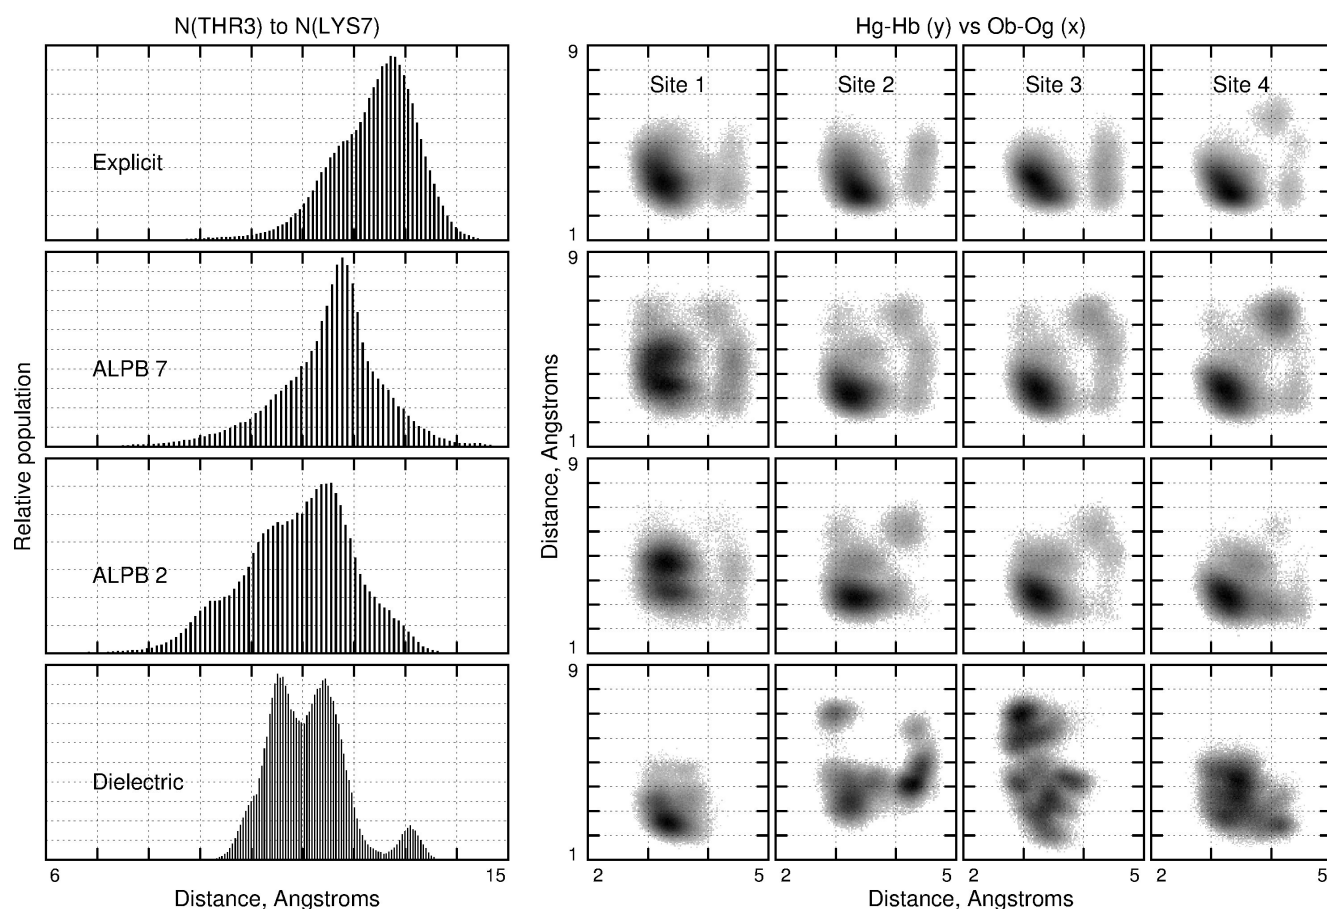 N(THR3) to N(LYS7)
Hg-Hb (y) vs Ob-Og (x)
Relative population
Explicit
ALPB 7
ALPB 2
Dielectric
6
15
Distance, Angstroms
Distance, Angstroms
9
Site 1
Site 2
Site 3
Site 4
1
9
1
9
1
9
1
2
5
2
5
2
5
2
5
Distance, Angstroms